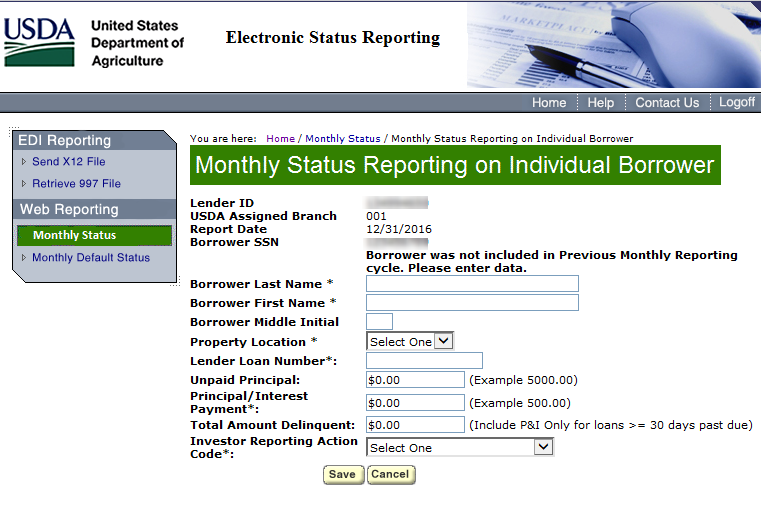 USDA
United States
Department of
Agriculture
Electronic Status Reporting
MARKETPLACE
Home Help Contact Us Logoff
EDI Reporting
Send X12 File
Retrieve 997 File
Web Reporting
Monthly Status
Monthly Default Status
You are here: Home / Monthly Status / Monthly Status Reporting on Individual Borrower
Monthly Status Reporting on Individual Borrower
Lender ID
USDA Assigned Branch 001
Report Date 12/31/2016
Borrower SSN
Borrower was not included in Previous Monthly Reporting
cycle. Please enter data.
Borrower Last Name *
Borrower First Name *
Borrower Middle Initial
Property Location * Select One
Lender Loan Number*:
Unpaid Principal: $0.00 (Example 5000.00)
Principal/Interest
Payment*: $0.00 (Example 500.00)
Total Amount Delinquent: $0.00 (Include P&I Only for loans >= 30 days past due)
Investor Reporting Action
Code*: Select One
Save Cancel